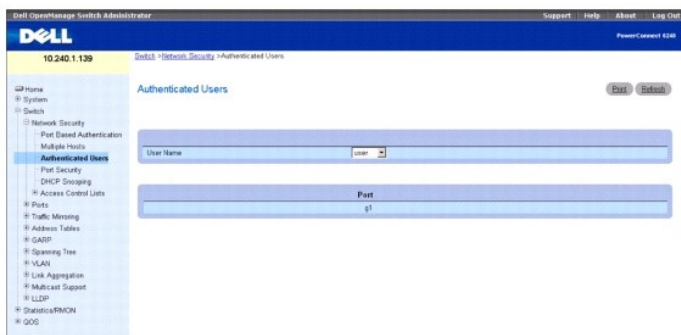 Dell OpenManage Switch Administrator
Support Help About Log Out
DELL
PowerConnect 6248
10.240.1.139
Switch >Network Security >Authenticated Users
Home
System
Switch
Network Security
Port Based Authentication
Multiple Hosts
Authenticated Users
Port Security
DHCP Snooping
Access Control Lists
Ports
Traffic Mirroring
Address Tables
GARP
Spanning Tree
VLAN
Link Aggregation
Multicast Support
LLDP
Statistics/RMON
QOS
Authenticated Users
Print Refresh
User Name user
Port
g1